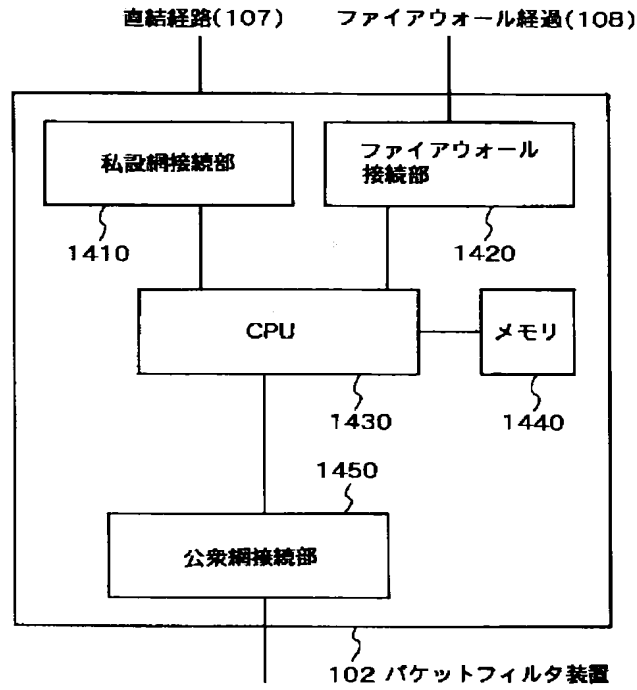 直結経路(107)
ファイアウォール経過(108)
私設網接続部
ファイアウォール
接続部
1410
1420
CPU
メモリ
1430
1440
1450
公衆網接続部
102 パケットフィルタ装置